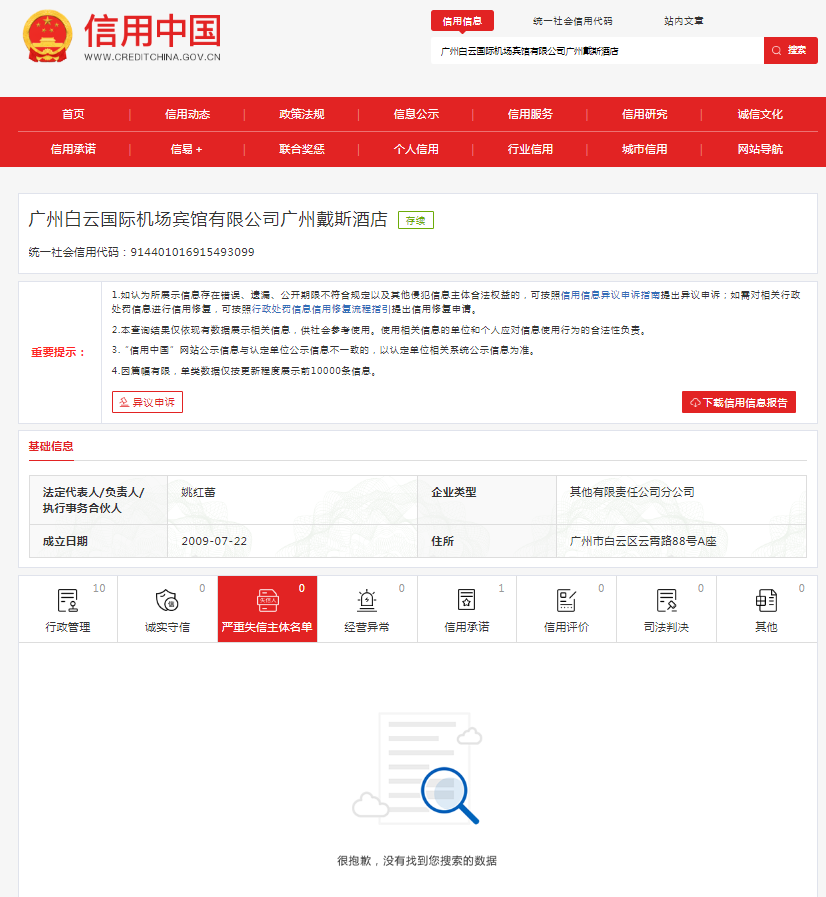 信用中国
WWW.CREDITCHINA.GOV.CN
信用信息 统一社会信用代码 站内文章
广州白云国际机场宾馆有限公司广州戴斯酒店 搜索
首页 信用动态 政策法规 信息公示 信用服务 信用研究 诚信文化
信用承诺 信易＋ 联合奖惩 个人信用 行业信用 城市信用 网站导航
广州白云国际机场宾馆有限公司广州戴斯酒店 存续
统一社会信用代码：914401016915493099
重要提示：
1.如认为所展示信息存在错误、遗漏、公开期限不符合规定以及其他侵犯信息主体合法权益的，可按照信用信息异议申诉指南提出异议申诉；如需对相关行政
处罚信息进行信用修复，可按照行政处罚信息信用修复流程指引提出信用修复申请。
2.本查询结果仅依现有数据展示相关信息，供社会参考使用。使用相关信息的单位和个人应对信息使用行为的合法性负责。
3.“信用中国”网站公示信息与认定单位公示信息不一致的，以认定单位相关系统公示信息为准。
4.因篇幅有限，单类数据仅按更新程度展示前10000条信息。
异议申诉 下载信用信息报告
基础信息
法定代表人/负责人/ 姚红蕾 企业类型 其他有限责任公司分公司
执行事务合伙人
成立日期 2009-07-22 住所 广州市白云区云霄路88号A座
10 0 0 0 1 0 0 0
信
失信人
行政管理 诚实守信 严重失信主体名单 经营异常 信用承诺 信用评价 司法判决 其他
很抱歉，没有找到您搜索的数据